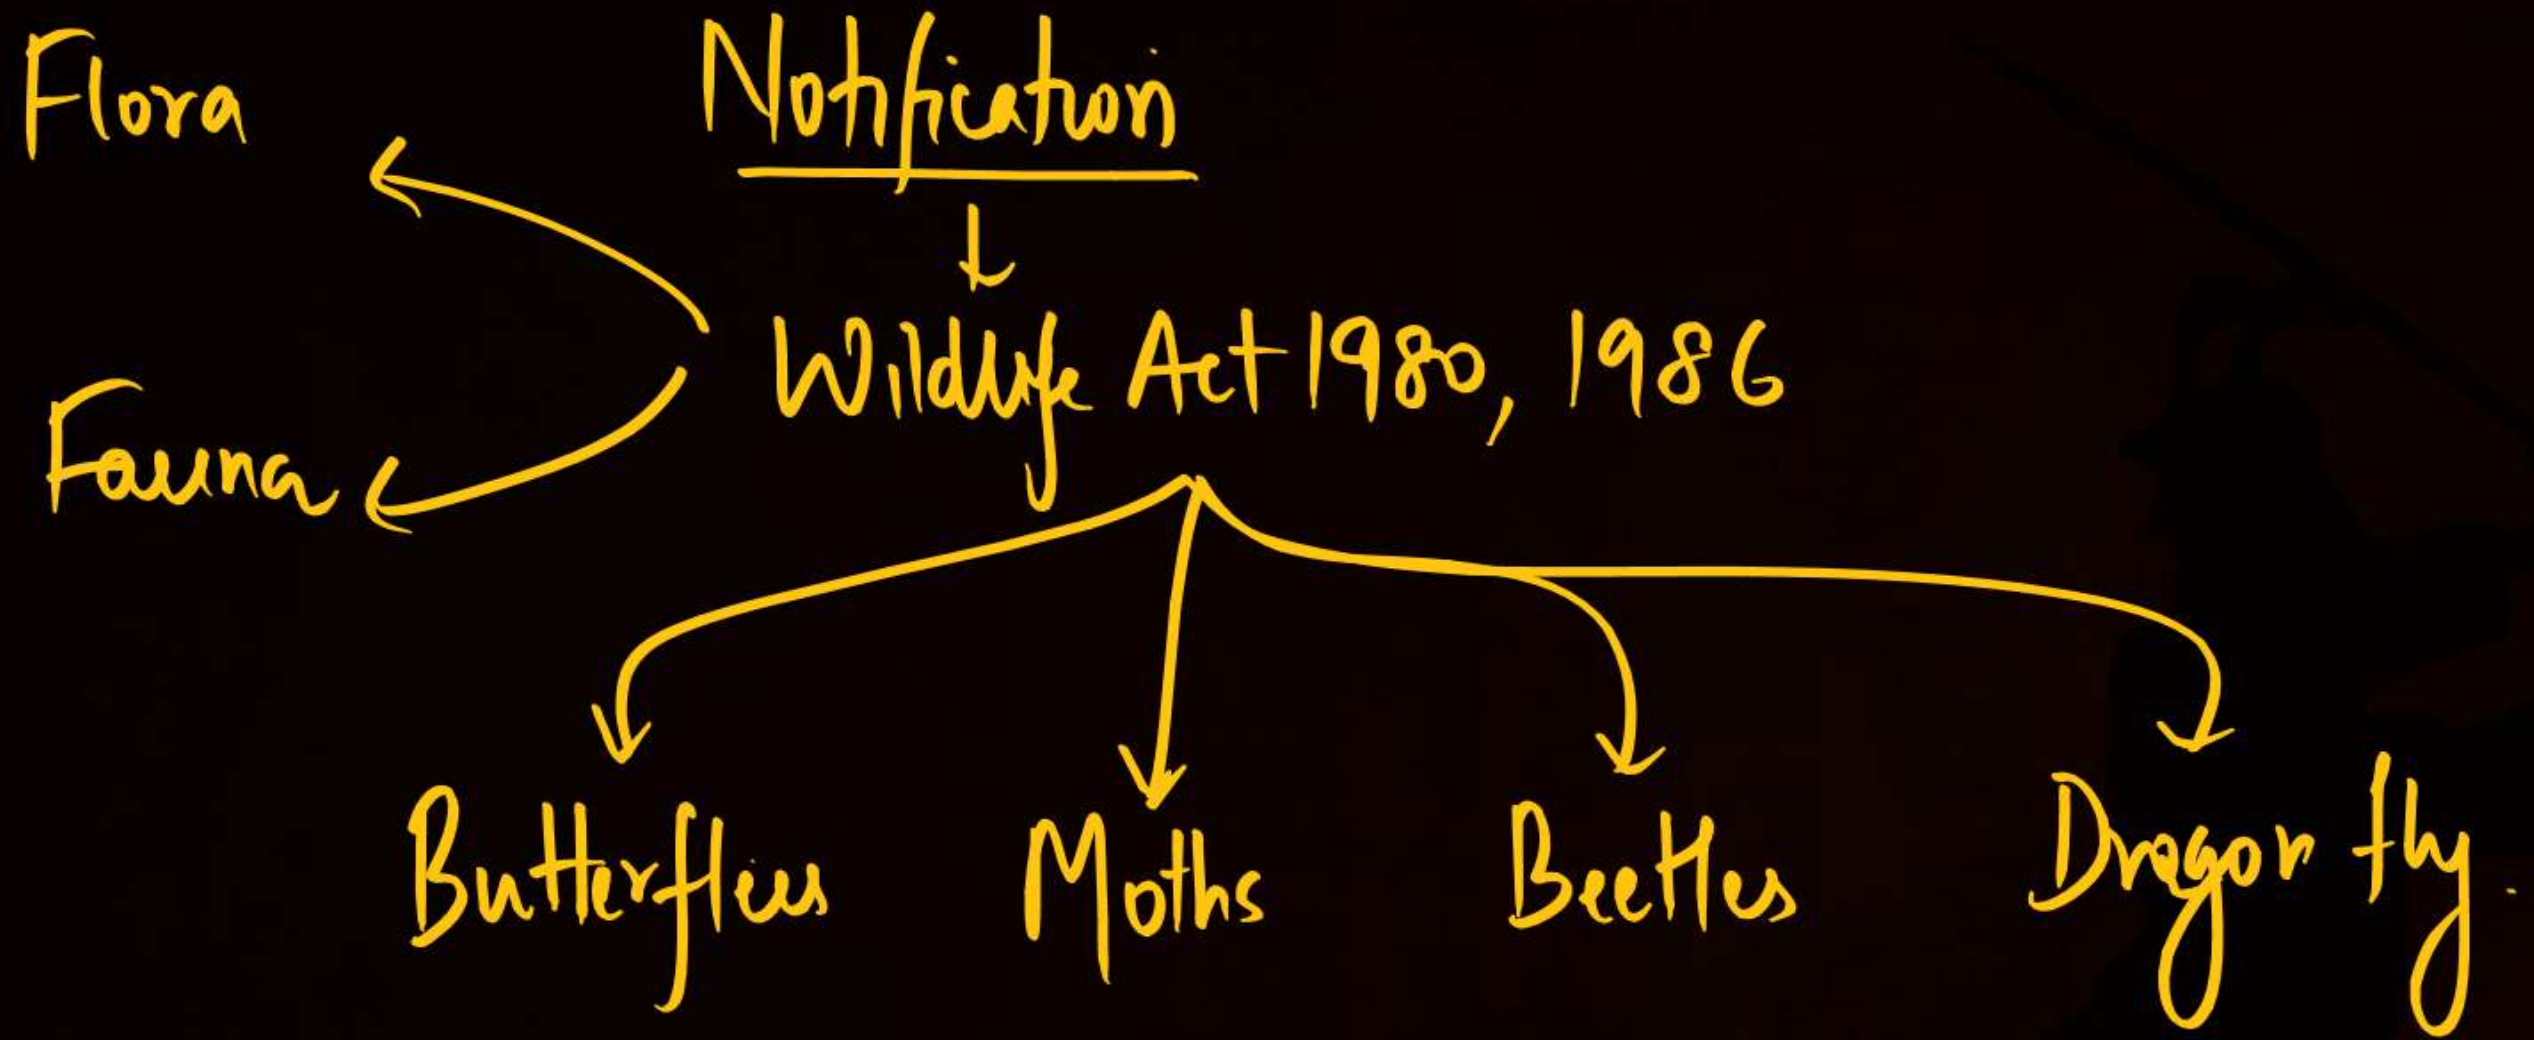 Flora
Notification
Wildlife Act 1980, 1986
Fauna
Butterflies Moths Beetles Dragon fly.